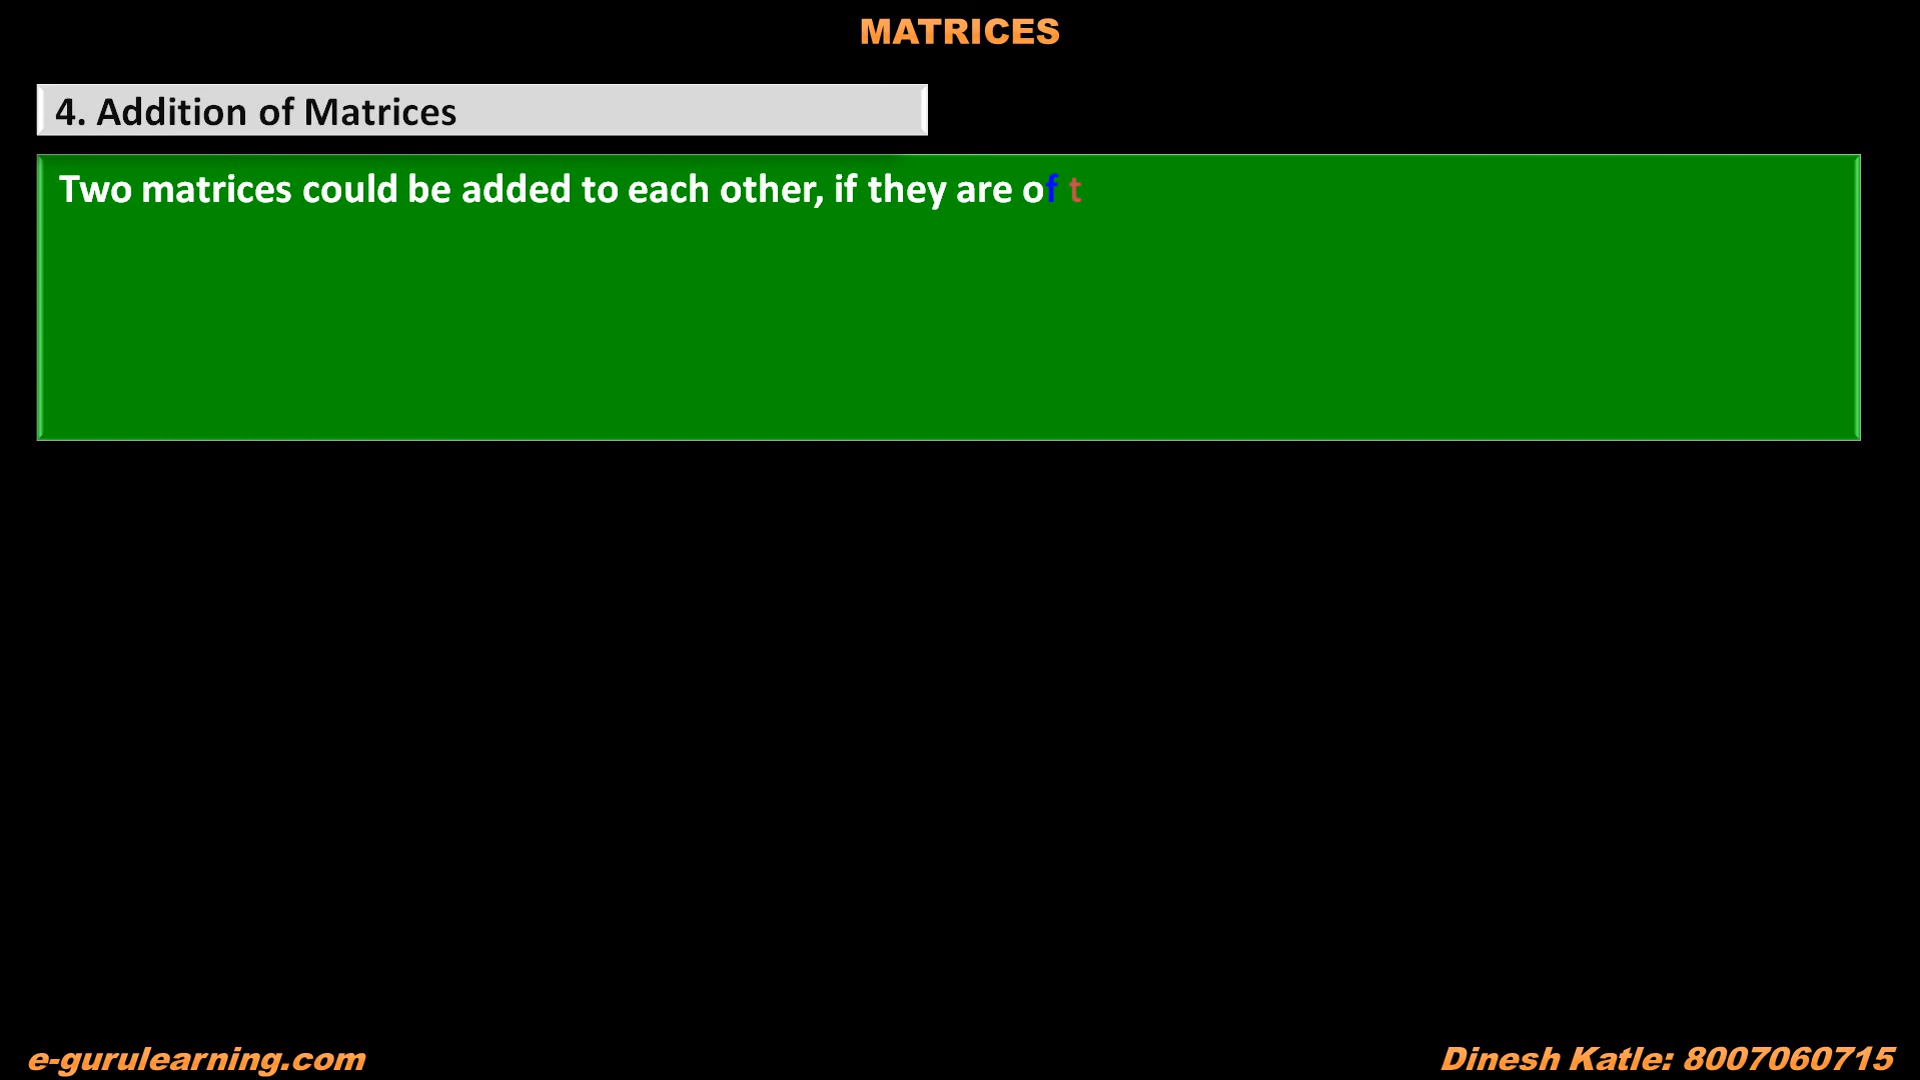 MATRICES
4. Addition of Matrices
Two matrices could be added to each other, if they are of t
e-gurulearning.com
Dinesh Katle: 8007060715